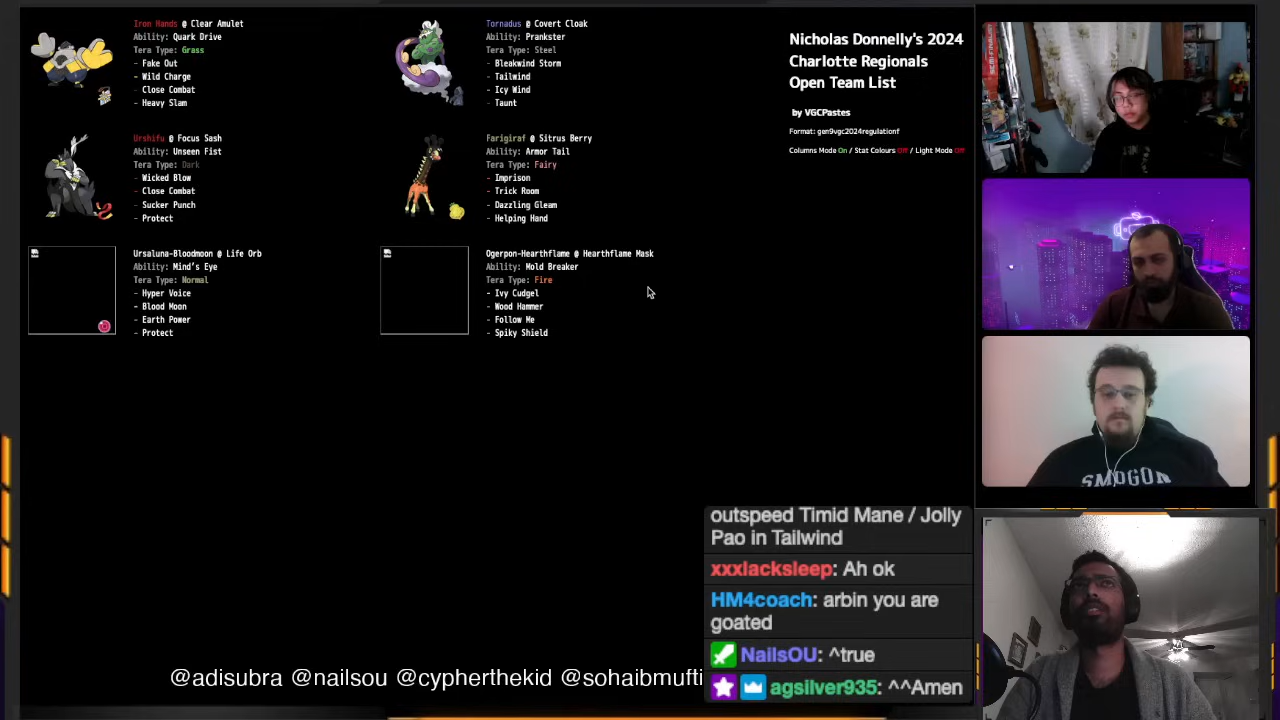 Iron Hands @ Clear Amulet
Ability: Quark Drive
Tera Type: Grass
- Fake Out
- Wild Charge
- Close Combat
- Heavy Slam
Tornadus @ Covert Cloak
Ability: Prankster
Tera Type: Steel
- Bleakwind Storm
- Tailwind
- Icy Wind
- Taunt
Urshifu @ Focus Sash
Ability: Unseen Fist
Tera Type: Dark
- Wicked Blow
- Close Combat
- Sucker Punch
- Protect
Farigiraf @ Sitrus Berry
Ability: Armor Tail
Tera Type: Fairy
- Imprison
- Trick Room
- Dazzling Gleam
- Helping Hand
Ursaluna-Bloodmoon @ Life Orb
Ability: Mind's Eye
Tera Type: Normal
- Hyper Voice
- Blood Moon
- Earth Power
- Protect
Ogerpon-Hearthflame @ Hearthflame Mask
Ability: Mold Breaker
Tera Type: Fire
- Ivy Cudgel
- Wood Hammer
- Follow Me
- Spiky Shield
Nicholas Donnelly's 2024
Charlotte Regionals
Open Team List
by VGCPastes
Format: gen9vgc2024regulationf
Columns Mode On / Stat Colours Off / Light Mode Off
SMOGON
outspeed Timid Mane / Jolly
Pao in Tailwind
xxxlacksleep: Ah ok
HM4coach: arbin you are
goated
NailsOU: ^true
agsilver935: ^^Amen
@adisubra @nailsou @cypherthekid @sohaibmufti